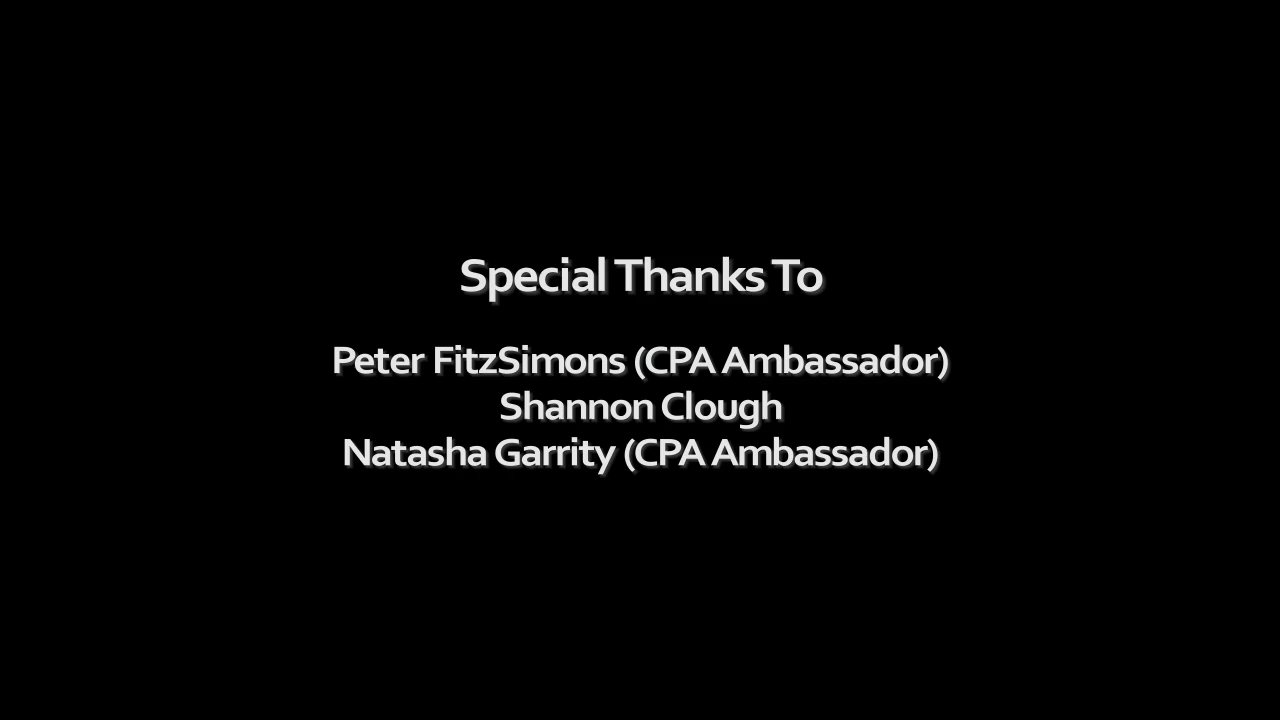 Special Thanks To
Peter FitzSimons (CPA Ambassador)
Shannon Clough
Natasha Garrity (CPA Ambassador)